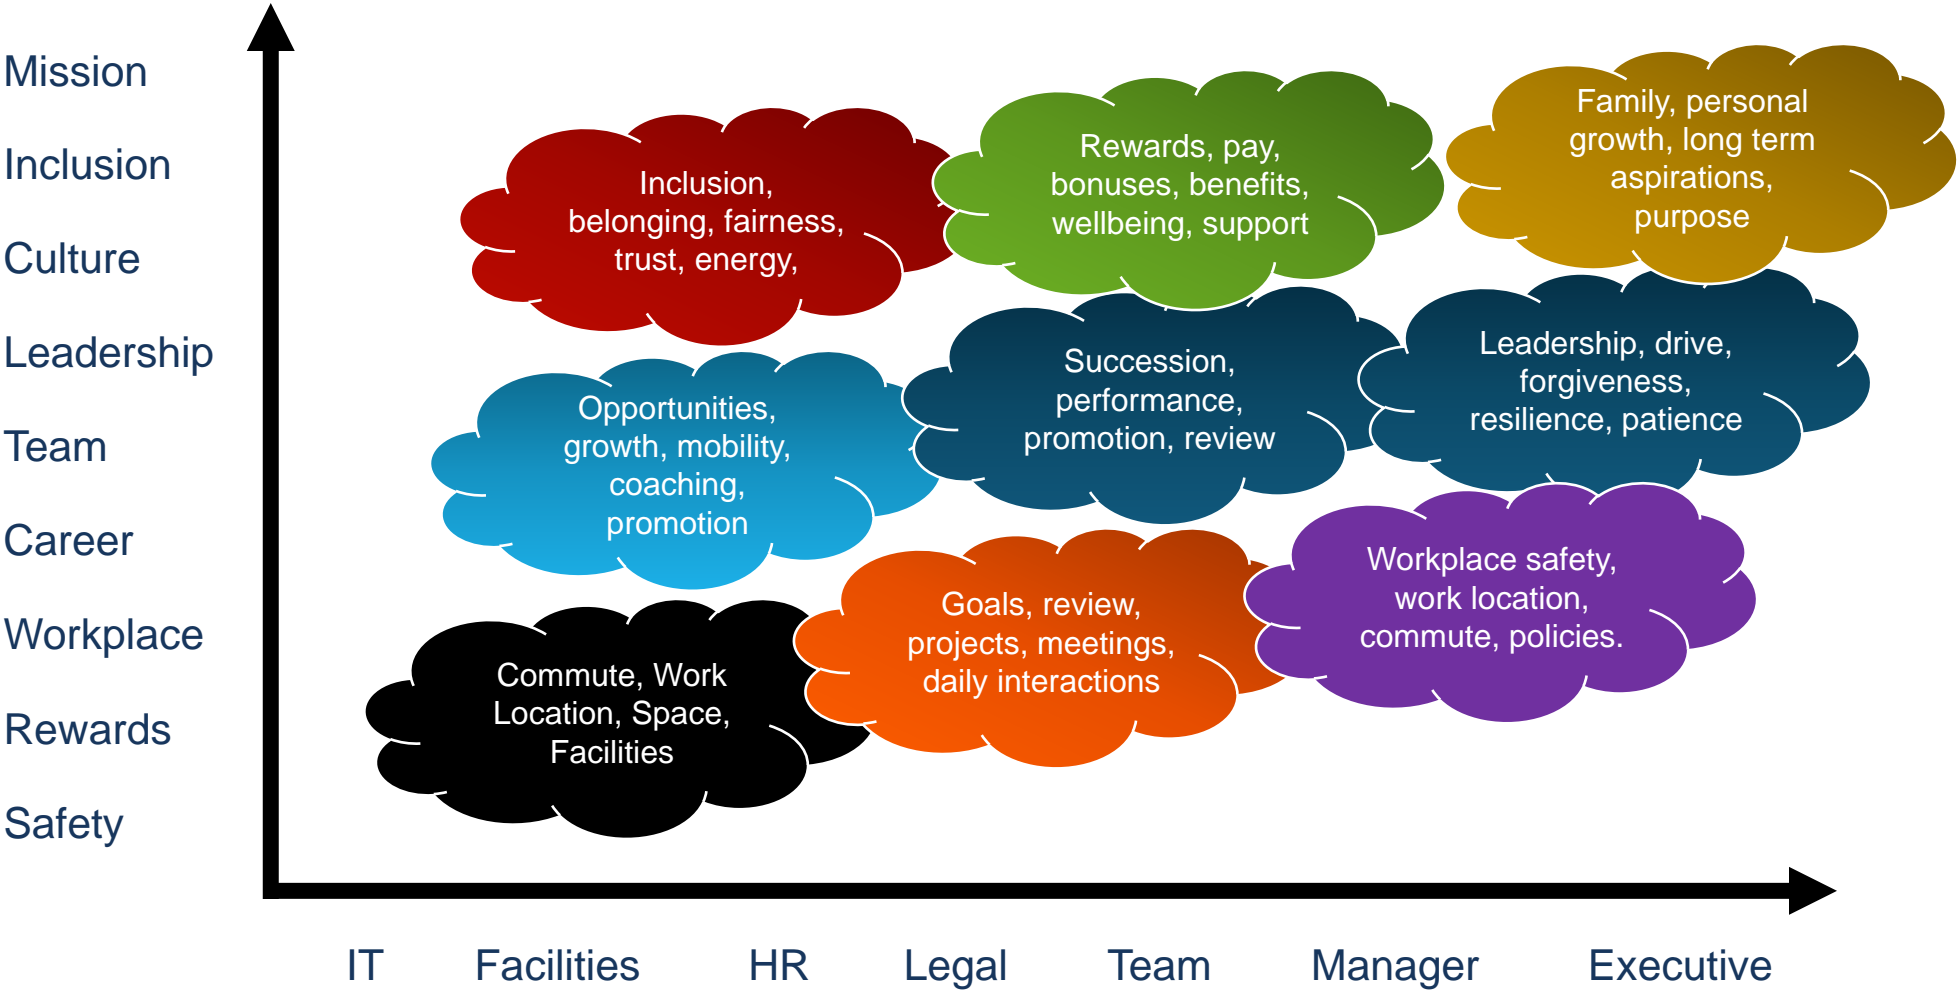 Mission
Inclusion
Culture
Leadership
Team
Career
Workplace
Rewards
Safety
Inclusion,
belonging, fairness,
trust, energy,
Rewards, pay,
bonuses, benefits,
wellbeing, support
Family, personal
growth, long term
aspirations,
purpose
Opportunities,
growth, mobility,
coaching,
promotion
Succession,
performance,
promotion, review
Leadership, drive,
forgiveness,
resilience, patience
Commute, Work
Location, Space,
Facilities
Goals, review,
projects, meetings,
daily interactions
Workplace safety,
work location,
commute, policies.
IT Facilities HR Legal Team Manager Executive